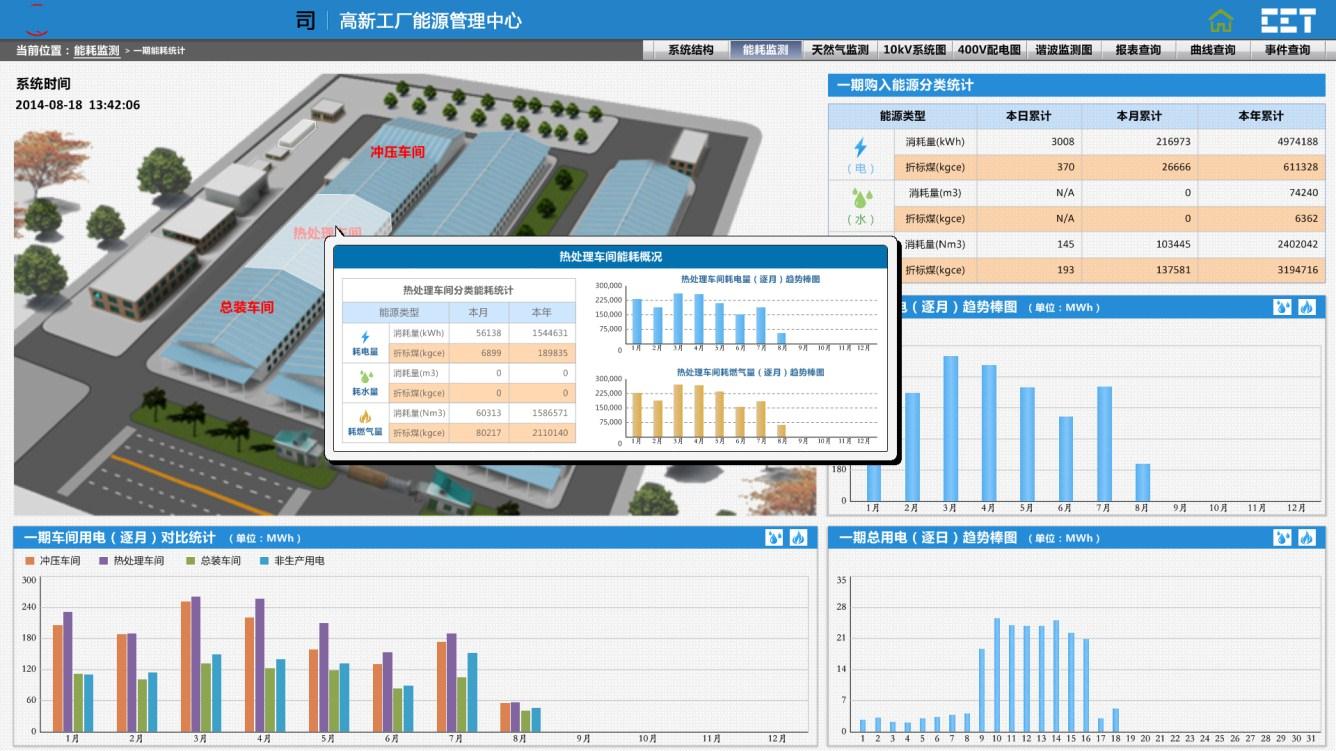 司 高新工厂能源管理中心 CET
当前位置：能耗监测 > 一期能耗统计
系统结构 能耗监测 天然气监测 10kV系统图 400V配电图 谐波监测图 报表查询 曲线查询 事件查询
系统时间
2014-08-18 13:42:06
冲压车间
热处理车间
总装车间
一期购入能源分类统计
能源类型 本日累计 本月累计 本年累计
（电）
消耗量(kWh) 3008 216973 4974188
折标煤(kgce) 370 26666 611328
（水）
消耗量(m3) N/A 0 74240
折标煤(kgce) N/A 0 6362
消耗量(Nm3) 145 103445 2402042
折标煤(kgce) 193 137581 3194716
热处理车间能耗概况
热处理车间分类能耗统计
能源类型 本月 本年
耗电量
消耗量(kWh) 56138 1544631
折标煤(kgce) 6899 189835
耗水量
消耗量(m3) 0 0
折标煤(kgce) 0 0
耗燃气量
消耗量(Nm3) 60313 1586571
折标煤(kgce) 80217 2110140
热处理车间耗电量（逐月）趋势棒图
300,000
225,000
150,000
75,000
0
1月 2月 3月 4月 5月 6月 7月 8月 9月 10月 11月 12月
热处理车间耗燃气量（逐月）趋势棒图
300,000
225,000
150,000
75,000
0
1月 2月 3月 4月 5月 6月 7月 8月 9月 10月 11月 12月
电（逐月）趋势棒图（单位：MWh）
180
0
1月 2月 3月 4月 5月 6月 7月 8月 9月 10月 11月 12月
一期车间用电（逐月）对比统计（单位：MWh）
冲压车间 热处理车间 总装车间 非生产用电
300
240
180
120
60
0
1月 2月 3月 4月 5月 6月 7月 8月 9月 10月 11月 12月
一期总用电（逐日）趋势棒图（单位：MWh）
35
28
21
14
7
0
1 2 3 4 5 6 7 8 9 10 11 12 13 14 15 16 17 18 19 20 21 22 23 24 25 26 27 28 29 30 31